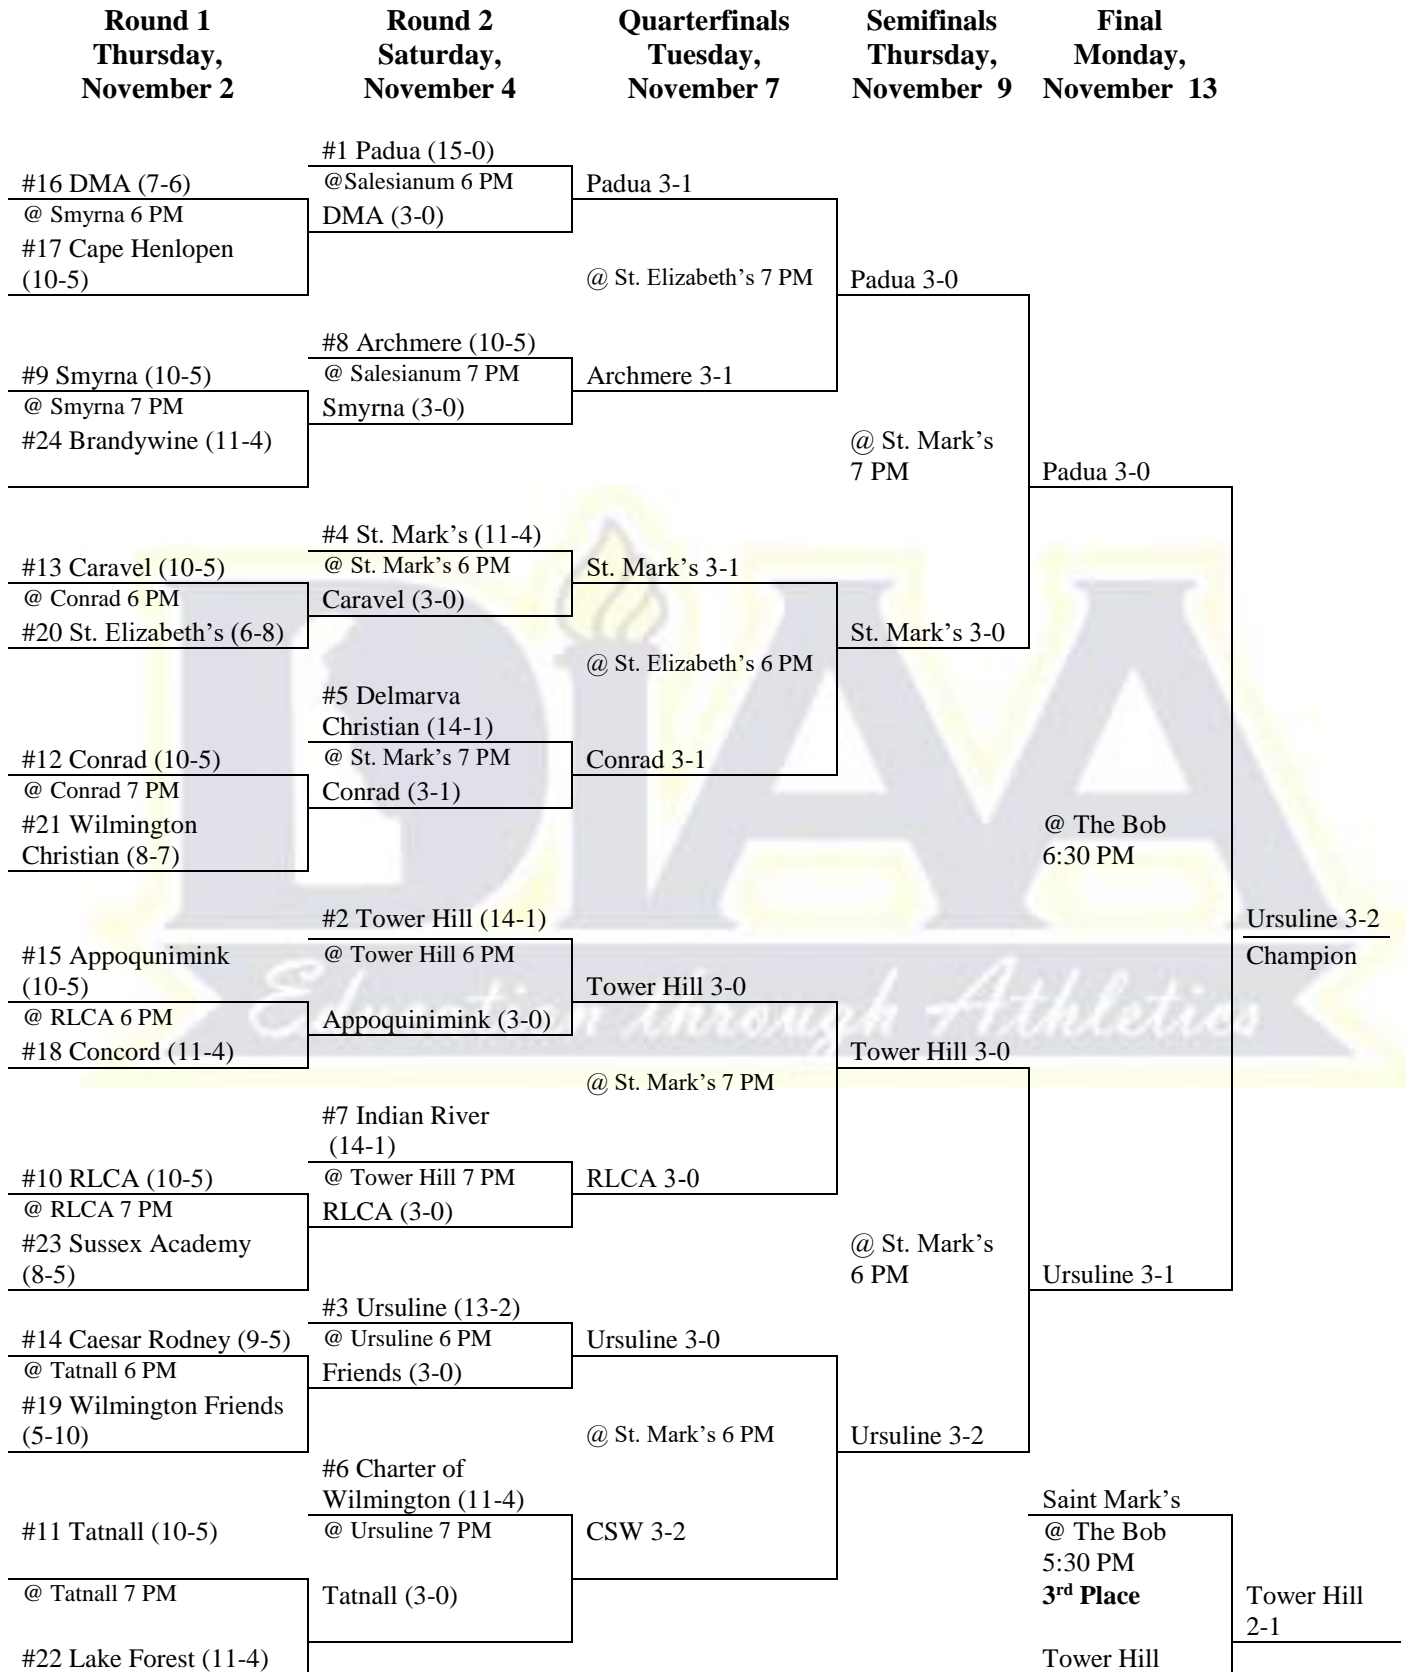 Round 1
Thursday,
November 2
Round 2
Saturday,
November 4
Quarterfinals
Tuesday,
November 7
Semifinals
Thursday,
November  9
Final
Monday,
November  13
#16 DMA (7-6)
@ Smyrna 6 PM
#17 Cape Henlopen
(10-5)
#9 Smyrna (10-5)
@ Smyrna 7 PM
#24 Brandywine (11-4)
#13 Caravel (10-5)
@ Conrad 6 PM
#20 St. Elizabeth’s (6-8)
#12 Conrad (10-5)
@ Conrad 7 PM
#21 Wilmington
Christian (8-7)
#15 Appoqunimink
(10-5)
@ RLCA 6 PM
#18 Concord (11-4)
#10 RLCA (10-5)
@ RLCA 7 PM
#23 Sussex Academy
(8-5)
#14 Caesar Rodney (9-5)
@ Tatnall 6 PM
#19 Wilmington Friends
(5-10)
#11 Tatnall (10-5)
@ Tatnall 7 PM
#22 Lake Forest (11-4)
#1 Padua (15-0)
@Salesianum 6 PM
DMA (3-0)
#8 Archmere (10-5)
@ Salesianum 7 PM
Smyrna (3-0)
#4 St. Mark’s (11-4)
@ St. Mark’s 6 PM
Caravel (3-0)
#5 Delmarva
Christian (14-1)
@ St. Mark’s 7 PM
Conrad (3-1)
#2 Tower Hill (14-1)
@ Tower Hill 6 PM
Appoquinimink (3-0)
#7 Indian River
(14-1)
@ Tower Hill 7 PM
RLCA (3-0)
#3 Ursuline (13-2)
@ Ursuline 6 PM
Friends (3-0)
#6 Charter of
Wilmington (11-4)
@ Ursuline 7 PM
Tatnall (3-0)
Padua 3-1
@ St. Elizabeth’s 7 PM
Archmere 3-1
St. Mark’s 3-1
@ St. Elizabeth’s 6 PM
Conrad 3-1
Tower Hill 3-0
@ St. Mark’s 7 PM
RLCA 3-0
Ursuline 3-0
@ St. Mark’s 6 PM
CSW 3-2
Padua 3-0
@ St. Mark’s
7 PM
St. Mark’s 3-0
Tower Hill 3-0
@ St. Mark’s
6 PM
Ursuline 3-2
Padua 3-0
@ The Bob
6:30 PM
Ursuline 3-1
Ursuline 3-2
Champion
Saint Mark’s
@ The Bob
5:30 PM
3rd Place
Tower Hill
Tower Hill
2-1
DIAA
Education through Athletics